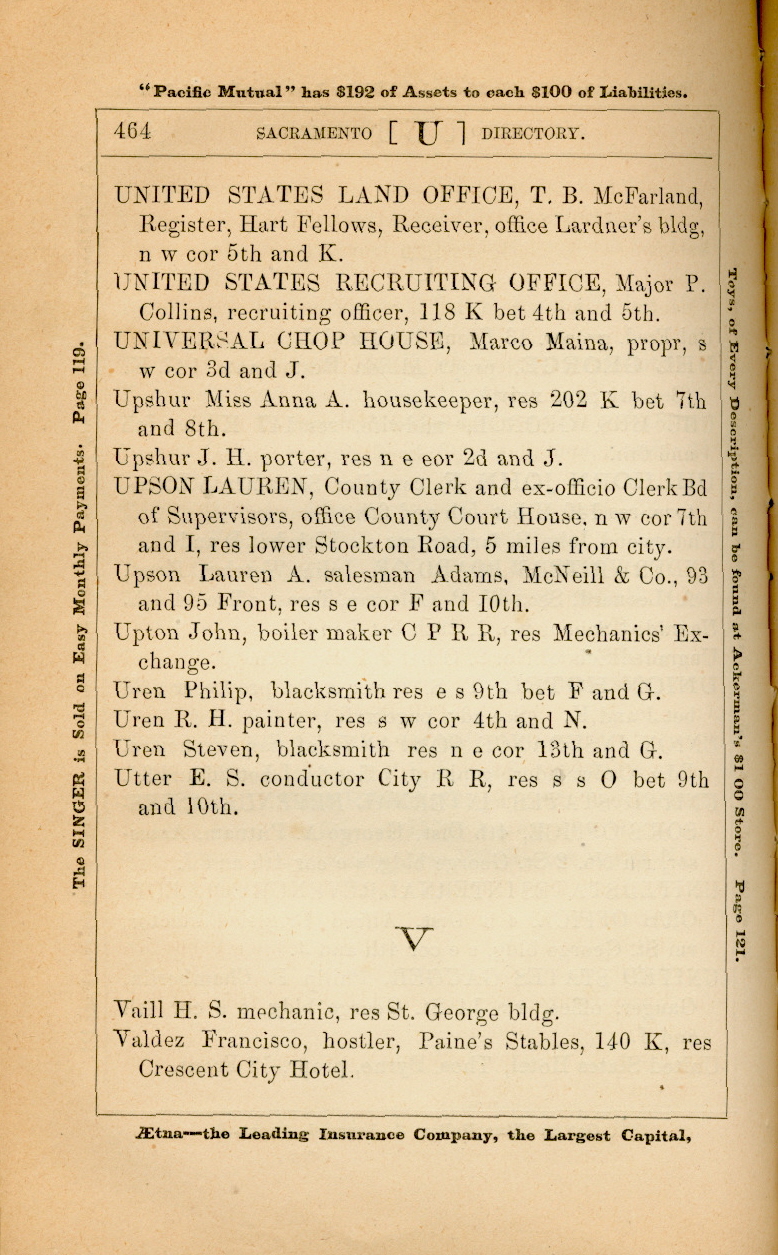 "Pacific Mutual" has $192 of Assets to each $100 of Liabilities.
464 SACRAMENTO [ U ] DIRECTORY.
UNITED STATES LAND OFFICE, T. B. McFarland,
Register, Hart Fellows, Receiver, office Lardner's bldg,
n w cor 5th and K.
UNITED STATES RECRUITING OFFICE, Major P.
Collins, recruiting officer, 118 K bet 4th and 5th.
UNIVERSAL CHOP HOUSE, Marco Maina, propr, s
w cor 3d and J.
Upshur Miss Anna A. housekeeper, res 202 K bet 7th
and 8th.
Upshur J. H. porter, res n e eor 2d and J.
UPSON LAUREN, County Clerk and ex-officio Clerk Bd
of Supervisors, office County Court House, n w cor 7th
and I, res lower Stockton Road, 5 miles from city.
Upson Lauren A. salesman Adams, McNeill & Co., 93
and 95 Front, res s e cor F and 10th.
Upton John, boiler maker C P R R, res Mechanics' Ex-
change.
Uren Philip, blacksmith res e s 9th bet F and G.
Uren R. H. painter, res s w cor 4th and N.
Uren Steven, blacksmith res n e cor 13th and G.
Utter E. S. conductor City R R, res s s O bet 9th
and 10th.
V
Vaill H. S. mechanic, res St. George bldg.
Valdez Francisco, hostler, Paine's Stables, 140 K, res
Crescent City Hotel.
Ætna—the Leading Insurance Company, the Largest Capital,
The SINGER is Sold on Easy Monthly Payments. Page 119.
Toys, of Every Description, can be found at Ackerman's $1 00 Store. Page 121.